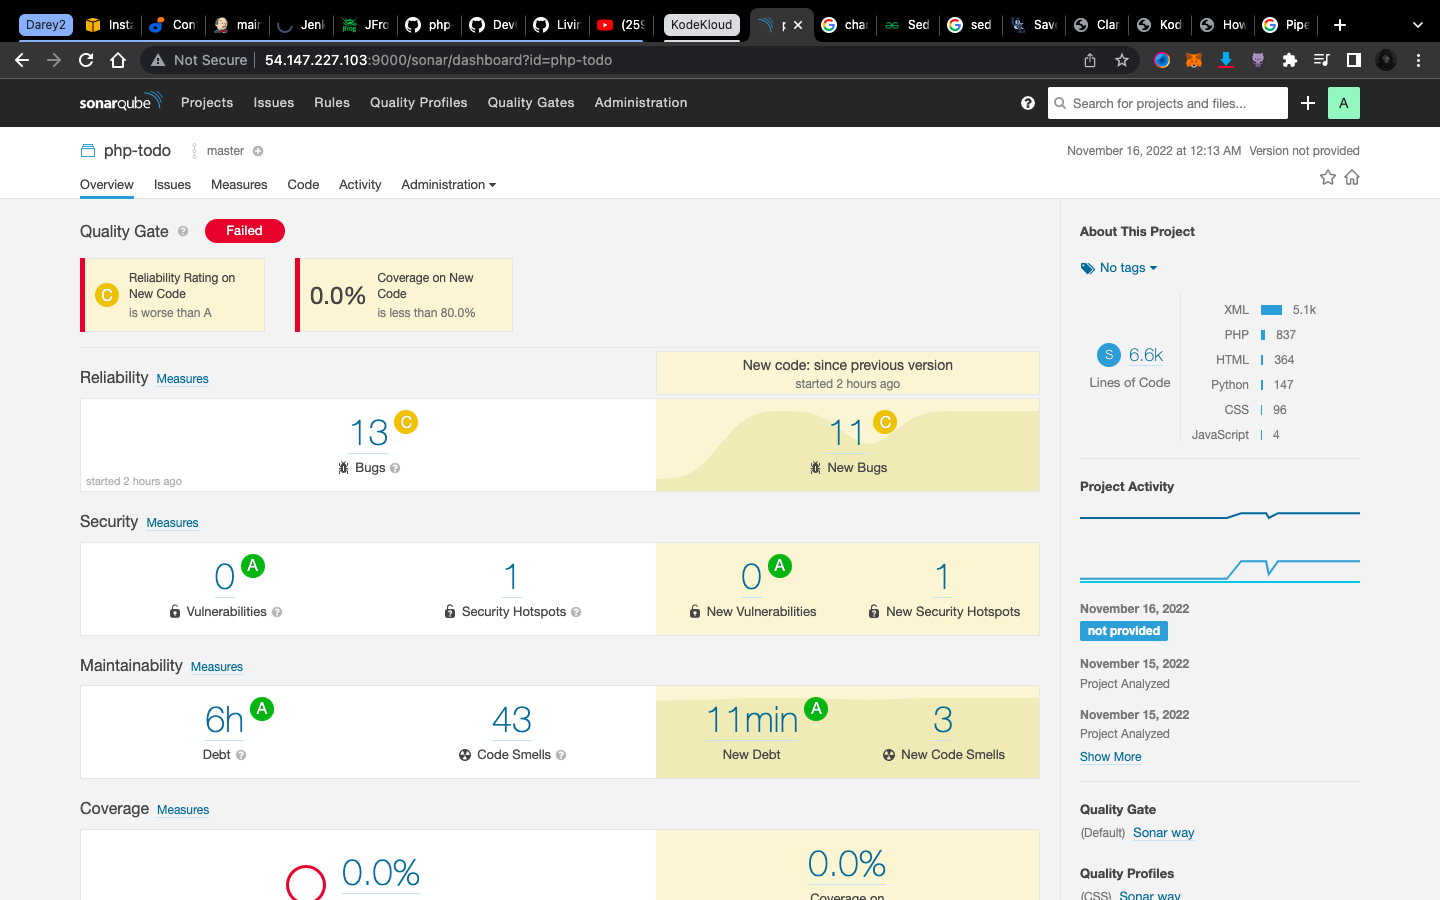 Darey2
Insta
Con
main
Jenk
JFro
php-
Dev
Livin
(259
KodeKloud
p
char
Sed
sed
Save
Clar
Kod
How
Pipe
Not Secure
54.147.227.103:9000/sonar/dashboard?id=php-todo
sonarqube
Projects
Issues
Rules
Quality Profiles
Quality Gates
Administration
Search for projects and files...
A
php-todo
master
November 16, 2022 at 12:13 AM Version not provided
Overview
Issues
Measures
Code
Activity
Administration
Quality Gate
Failed
C
Reliability Rating on
New Code
is worse than A
0.0%
Coverage on New
Code
is less than 80.0%
New code: since previous version
started 2 hours ago
Reliability Measures
13 C
Bugs
started 2 hours ago
11 C
New Bugs
Security Measures
0 A
Vulnerabilities
1
Security Hotspots
0 A
New Vulnerabilities
1
New Security Hotspots
Maintainability Measures
6h A
Debt
43
Code Smells
11min A
New Debt
3
New Code Smells
Coverage Measures
0.0%
0.0%
Coverage on
About This Project
No tags
S 6.6k
Lines of Code
XML 5.1k
PHP 837
HTML 364
Python 147
CSS 96
JavaScript 4
Project Activity
November 16, 2022
not provided
November 15, 2022
Project Analyzed
November 15, 2022
Project Analyzed
Show More
Quality Gate
(Default) Sonar way
Quality Profiles
(CSS) Sonar way